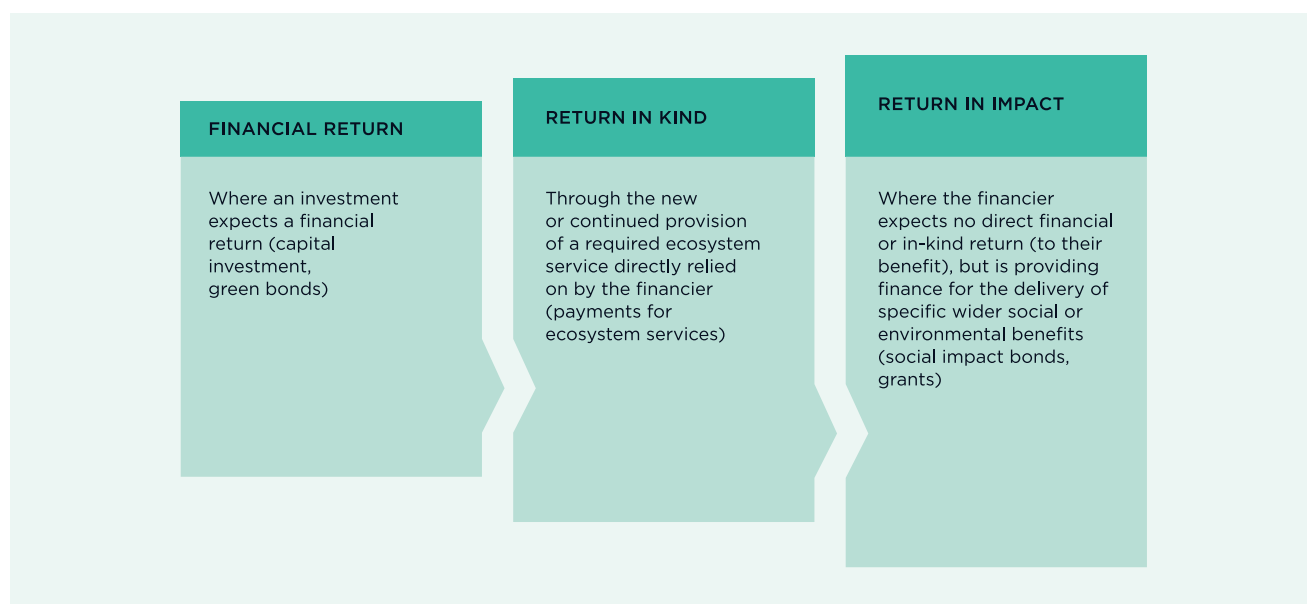 FINANCIAL RETURN
Where an investment
expects a financial
return (capital
investment,
green bonds)
RETURN IN KIND
Through the new
or continued provision
of a required ecosystem
service directly relied
on by the financier
(payments for
ecosystem services)
RETURN IN IMPACT
Where the financier
expects no direct financial
or in-kind return (to their
benefit), but is providing
finance for the delivery of
specific wider social or
environmental benefits
(social impact bonds,
grants)